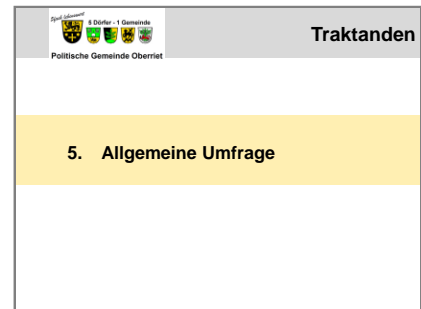 5 Dörfer - 1 Gemeinde
Politische Gemeinde Oberriet
Traktanden
5. Allgemeine Umfrage